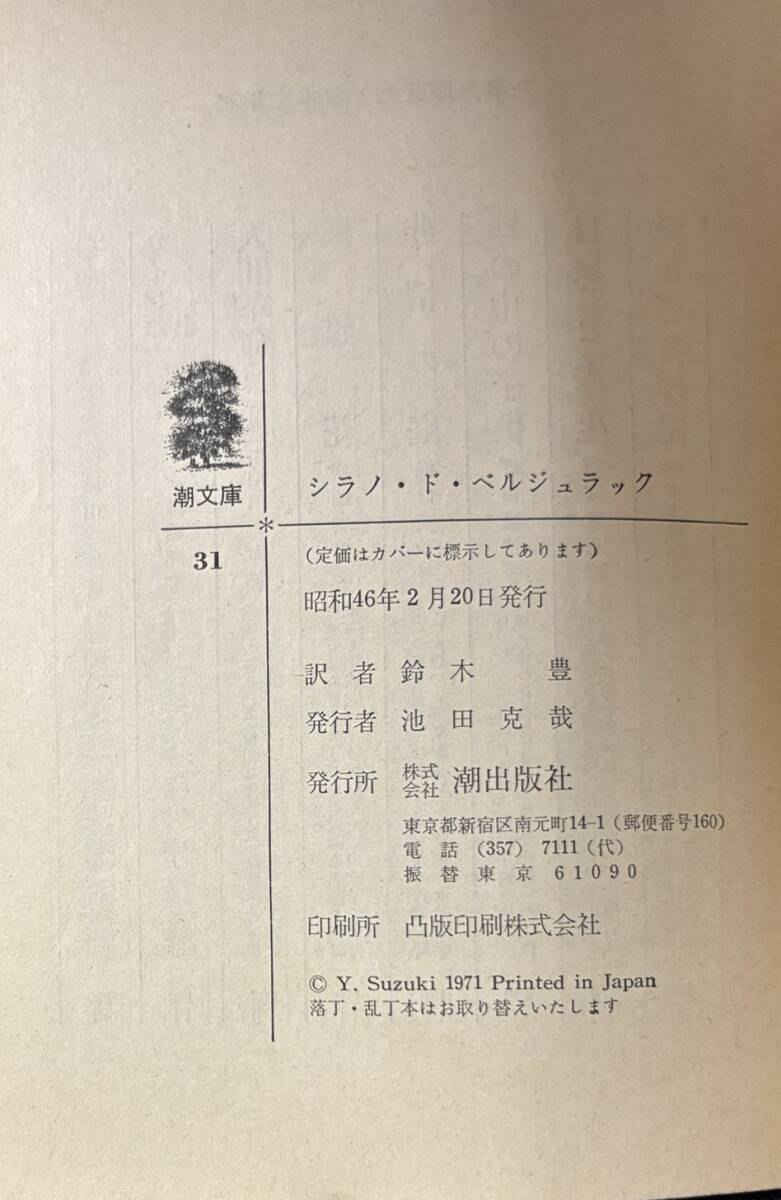 潮文庫
31
シラノ・ド・ベルジュラック
(定価はカバーに標示してあります)
昭和46年2月20日発行
訳者 鈴木 豊
発行者 池田克哉
発行所 株式会社 潮出版社
東京都新宿区南元町14-1(郵便番号160)
電話 (357) 7111(代)
振替東京 61090
印刷所 凸版印刷株式会社
© Y. Suzuki 1971 Printed in Japan
落丁・乱丁本はお取り替えいたします